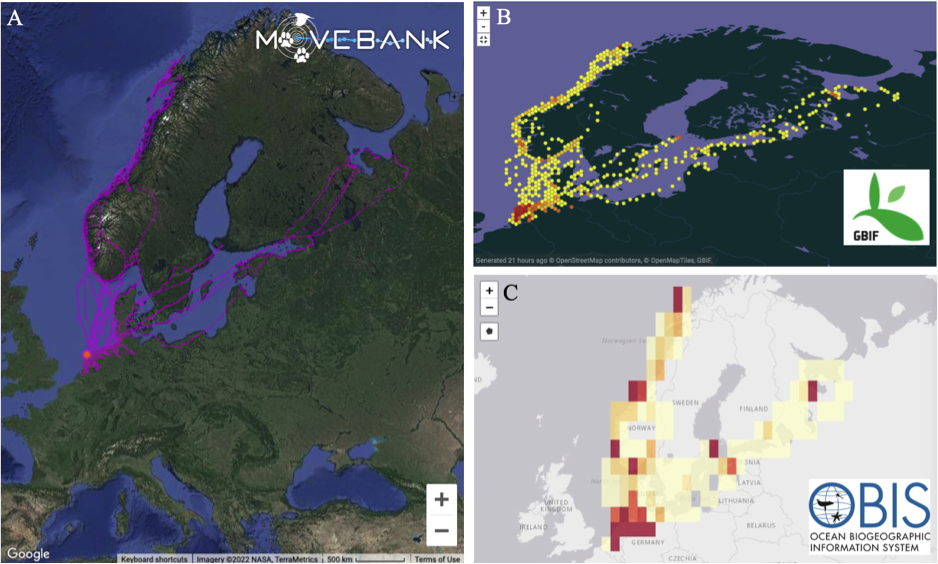 A
MOVEBANK
+
−
Google
Keyboard shortcuts
Imagery ©2022 NASA, TerraMetrics
500 km
Terms of Use
B
+
-
GBIF
Generated 21 hours ago © OpenStreetMap contributors, © OpenMapTiles, GBIF.
C
+
−
Norwegian
SWEDEN
FINLAND
NORWAY
LATVIA
LITHUANIA
UNITED
KINGDOM
IRELAND
BELARUS
GERMANY
CZECHIA
OBIS
OCEAN BIOGEOGRAPHIC
INFORMATION SYSTEM